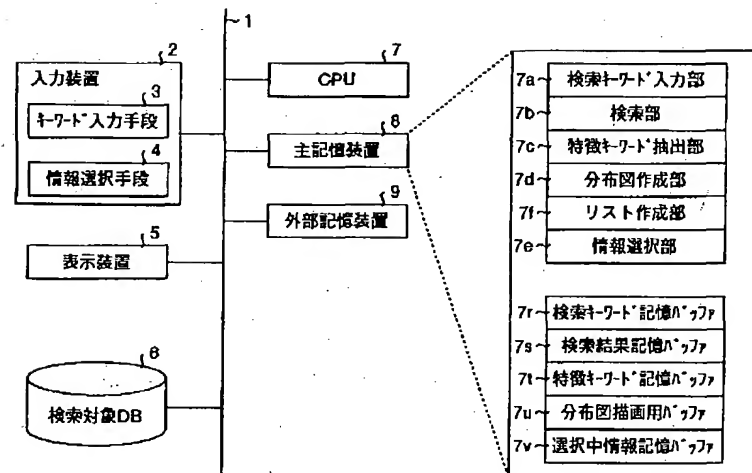 1
2
入力装置
3
キーワード入力手段
4
情報選択手段
5
表示装置
6
検索対象DB
7
CPU
8
主記憶装置
9
外部記憶装置
7a 検索キーワード入力部
7b 検索部
7c 特徴キーワード抽出部
7d 分布図作成部
7f リスト作成部
7e 情報選択部
7r 検索キーワード記憶バッファ
7s 検索結果記憶バッファ
7t 特徴キーワード記憶バッファ
7u 分布図描画用バッファ
7v 選択中情報記憶バッファ